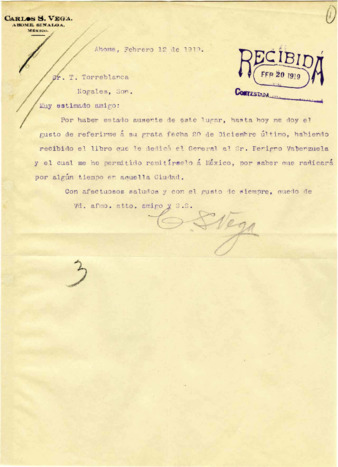 CARLOS S. VEGA.
AHOME, SINALOA,
MEXICO.
Ahome, Febrero 12 de 1919.
RECIBIDA
FEB 20 1919
CONTESTADA
Sr. T. Torreblanca
Nogales, Son.
Muy estimado amigo:
Por haber estado ausente de este lugar, hasta hoy me doy el
gusto de referirme á su grata fecha 20 de Diciembre último, habiendo
recibido el libro que le dedicó el General al Sr. Valenzuela
y el cual me he permitido remitírselo á México, por saber que radicará
por algún tiempo en aquella Ciudad.
Con afectuosos saludos y con el gusto de siempre, quedo de
Vd. afmo. atto. amigo y S.S.
C. S Vega
3